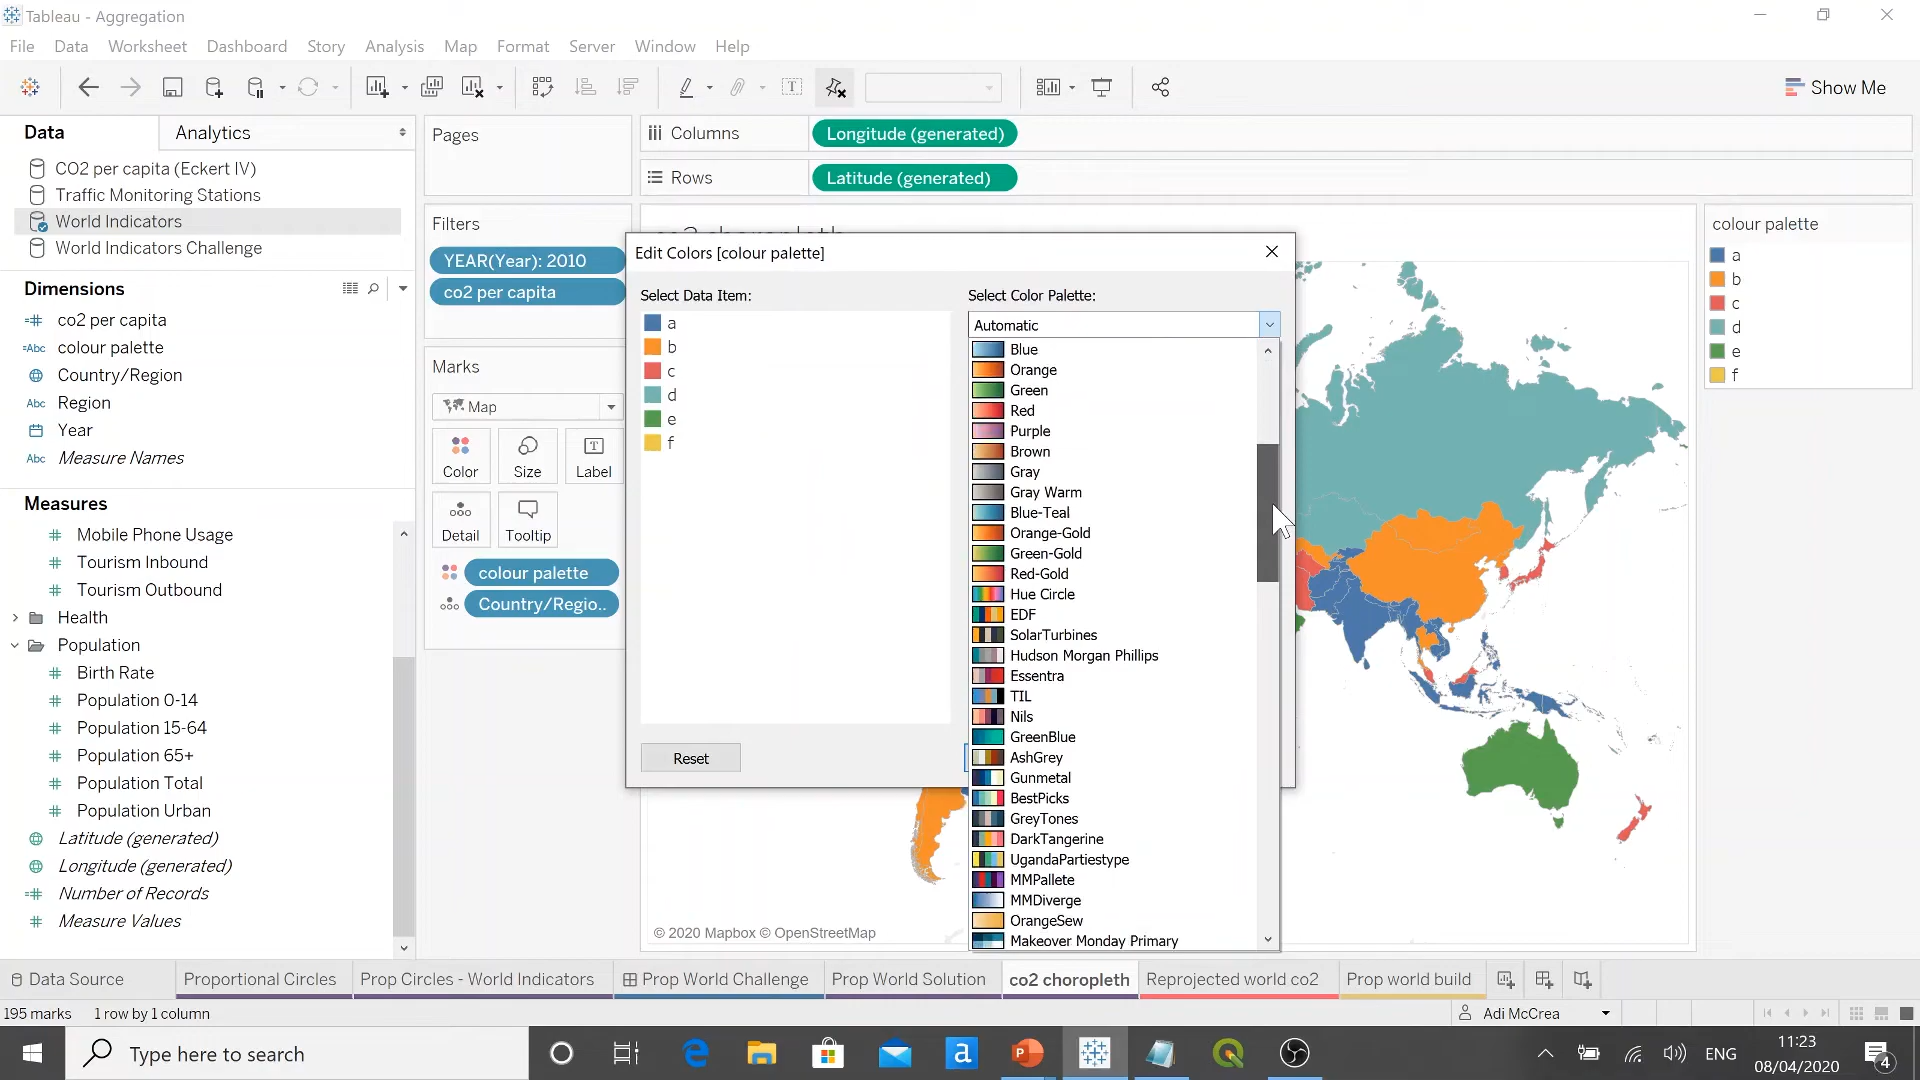 Tableau - Aggregation
File Data Worksheet Dashboard Story Analysis Map Format Server Window Help
Show Me
Data
Analytics
CO2 per capita (Eckert IV)
Traffic Monitoring Stations
World Indicators
World Indicators Challenge
Dimensions
co2 per capita
Abc colour palette
Country/Region
Abc Region
Year
Abc Measure Names
Measures
Mobile Phone Usage
Tourism Inbound
Tourism Outbound
Health
Population
Birth Rate
Population 0-14
Population 15-64
Population 65+
Population Total
Population Urban
Latitude (generated)
Longitude (generated)
Number of Records
Measure Values
Pages
Filters
YEAR(Year): 2010
co2 per capita
Marks
Map
Color
Size
Label
Detail
Tooltip
colour palette
Country/Regio..
Columns
Longitude (generated)
Rows
Latitude (generated)
Edit Colors [colour palette]
Select Data Item:
a
b
c
d
e
f
Reset
Select Color Palette:
Automatic
Blue
Orange
Green
Red
Purple
Brown
Gray
Gray Warm
Blue-Teal
Orange-Gold
Green-Gold
Red-Gold
Hue Circle
EDF
SolarTurbines
Hudson Morgan Phillips
Essentra
TIL
Nils
GreenBlue
AshGrey
Gunmetal
BestPicks
GreyTones
DarkTangerine
UgandaPartiestype
MMPallete
MMDiverge
OrangeSew
Makeover Monday Primary
colour palette
a
b
c
d
e
f
© 2020 Mapbox © OpenStreetMap
Data Source
Proportional Circles
Prop Circles - World Indicators
Prop World Challenge
Prop World Solution
co2 choropleth
Reprojected world co2
Prop world build
195 marks
1 row by 1 column
Adi McCrea
Type here to search
ENG
11:23
08/04/2020
4